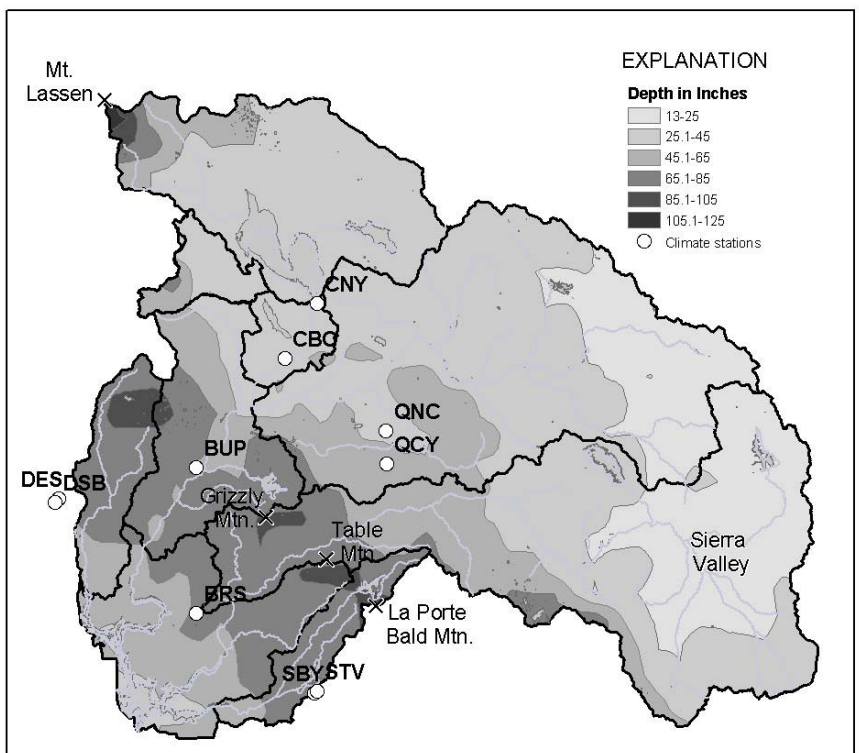 Mt.
Lassen
EXPLANATION
Depth in Inches
13-25
25.1-45
45.1-65
65.1-85
85.1-105
105.1-125
Climate stations
CNY
CBO
QNC
QCY
BUP
DES DSB
Grizzly
Mtn.
Table
Mtn
Sierra
Valley
BRS
La Porte
Bald Mtn.
SBY STV